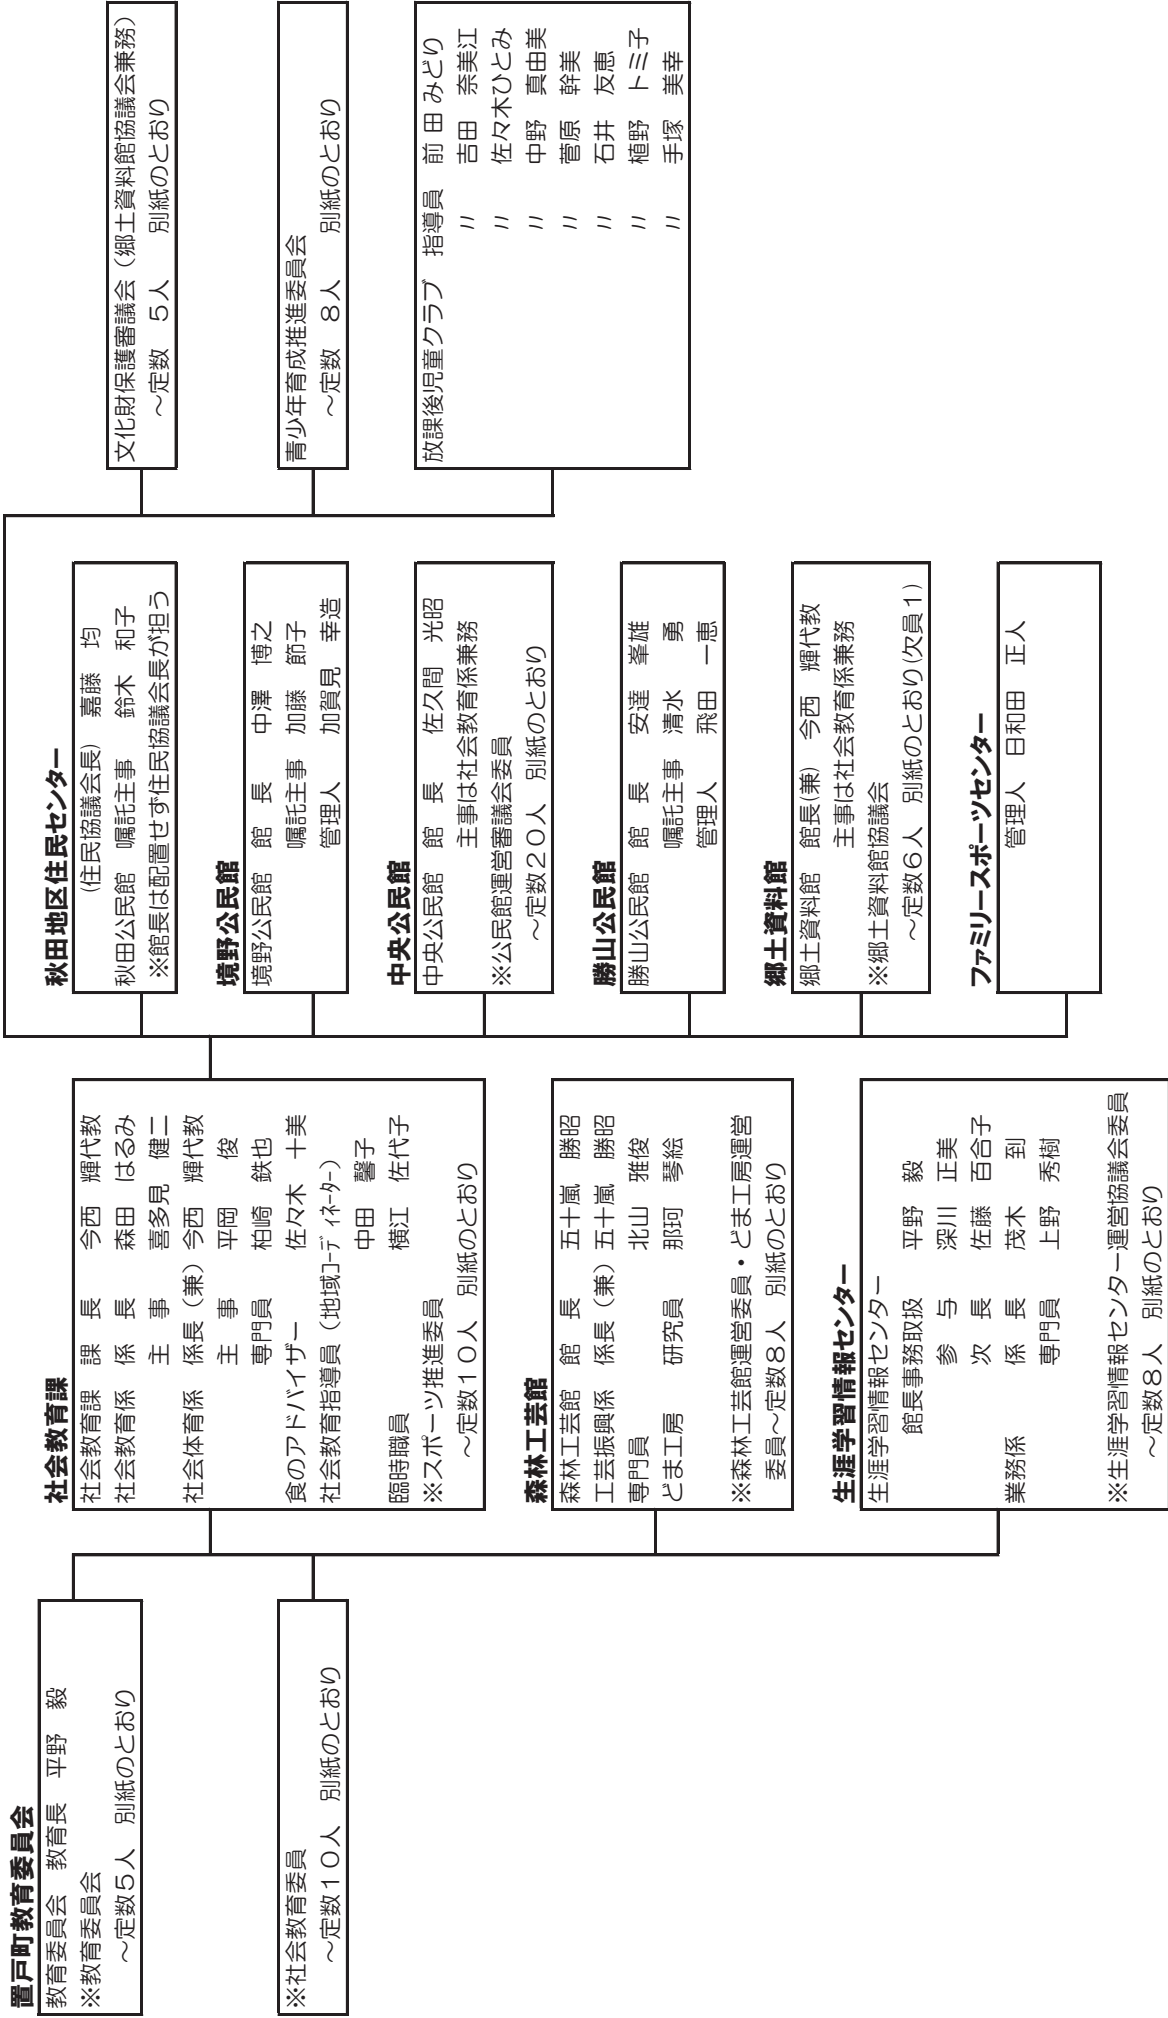 置戸町教育委員会
教育委員会　教育長　平野　毅
※教育委員会
～定数5人　別紙のとおり
※社会教育委員
～定数10人　別紙のとおり
社会教育課
社会教育課　課　長　今西　輝代教
社会教育係　係　長　森田　はるみ
主　事　喜多見　健二
社会体育係　係長（兼）今西　輝代教
主　事　平岡　俊
専門員　柏崎　鉄也
食のアドバイザー　佐々木　十美
社会教育指導員（地域コーディネーター）
中田　馨子
臨時職員　横江　佐代子
※スポーツ推進委員
～定数10人　別紙のとおり
森林工芸館
森林工芸館　館　長　五十嵐　勝昭
工芸振興係　係長（兼）五十嵐　勝昭
専門員　北山　雅俊
どま工房　研究員　那珂　琴絵
※森林工芸館運営委員・どま工房運営
委員～定数8人　別紙のとおり
生涯学習情報センター
生涯学習情報センター
館長事務取扱　平野　毅
参　与　深川　正美
次　長　佐藤　百合子
業務係　係　長　茂木　到
専門員　上野　秀樹
※生涯学習情報センター運営協議会委員
～定数8人　別紙のとおり
秋田地区住民センター
(住民協議会長)　嘉藤　均
秋田公民館　嘱託主事　鈴木　和子
※館長は配置せず住民協議会長が担う
境野公民館
境野公民館　館　長　中澤　博之
嘱託主事　加藤　節子
管理人　加賀見　幸造
中央公民館
中央公民館　館　長　佐久間　光昭
主事は社会教育係兼務
※公民館運営審議会委員
～定数20人　別紙のとおり
勝山公民館
勝山公民館　館　長　安達　峯雄
嘱託主事　清水　勇
管理人　飛田　一恵
郷土資料館
郷土資料館　館長(兼)　今西　輝代教
主事は社会教育係兼務
※郷土資料館協議会
～定数6人　別紙のとおり(欠員1)
ファミリースポーツセンター
管理人　日和田　正人
文化財保護審議会（郷土資料館協議会兼務）
～定数　5人　別紙のとおり
青少年育成推進委員会
～定数　8人　別紙のとおり
放課後児童クラブ　指導員　前田 みどり
〃　吉田　奈美江
〃　佐々木ひとみ
〃　中野　真由美
〃　菅原　幹美
〃　石井　友恵
〃　植野　トミ子
〃　手塚　美幸